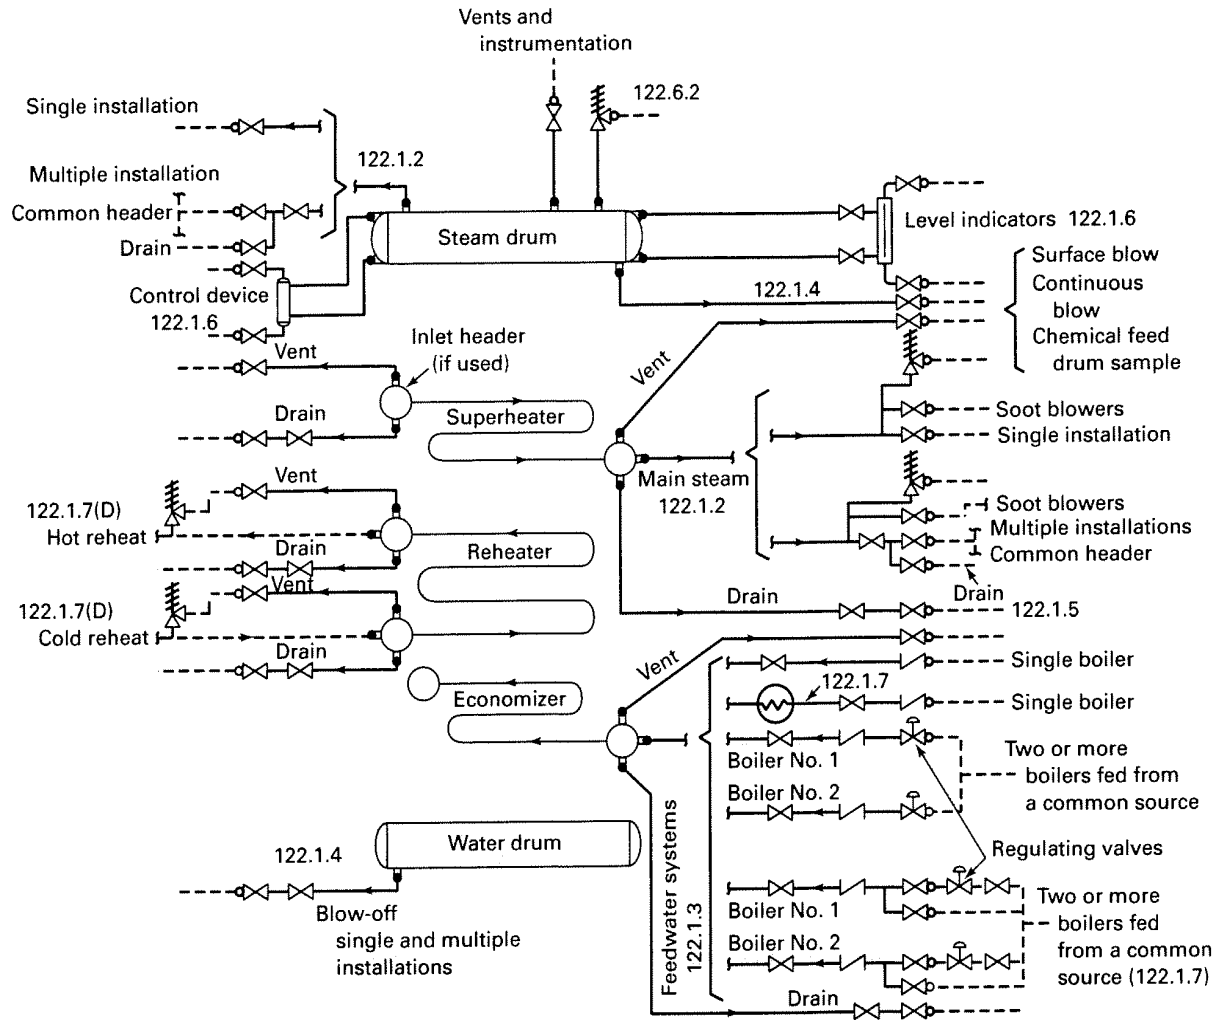 Vents and
instrumentation
122.6.2
Single installation
122.1.2
Multiple installation
Common header
Drain
Steam drum
Level indicators 122.1.6
Control device
122.1.6
122.1.4
Surface blow
Continuous
blow
Chemical feed
drum sample
Vent
Inlet header
(if used)
Vent
Drain
Superheater
Soot blowers
Single installation
Main steam
122.1.2
Vent
122.1.7(D)
Hot reheat
Drain
Reheater
Soot blowers
Multiple installations
Common header
Drain
Vent
122.1.7(D)
Cold reheat
Drain
Drain
122.1.5
Vent
Economizer
Single boiler
122.1.7
Single boiler
Boiler No. 1
Boiler No. 2
Two or more
boilers fed from
a common source
Regulating valves
Water drum
122.1.4
Blow-off
single and multiple
installations
Feedwater systems
122.1.3
Boiler No. 1
Boiler No. 2
Two or more
boilers fed
from a common
source (122.1.7)
Drain